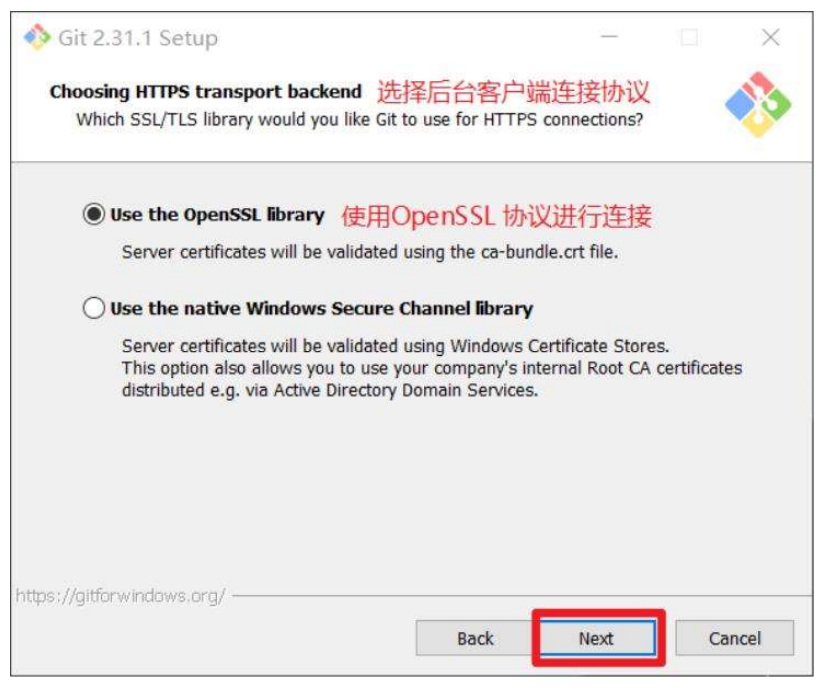 Git 2.31.1 Setup
Choosing HTTPS transport backend 选择后台客户端连接协议
Which SSL/TLS library would you like Git to use for HTTPS connections?
Use the OpenSSL library 使用OpenSSL 协议进行连接
Server certificates will be validated using the ca-bundle.crt file.
Use the native Windows Secure Channel library
Server certificates will be validated using Windows Certificate Stores.
This option also allows you to use your company's internal Root CA certificates
distributed e.g. via Active Directory Domain Services.
https://gitforwindows.org/
Back Next Cancel